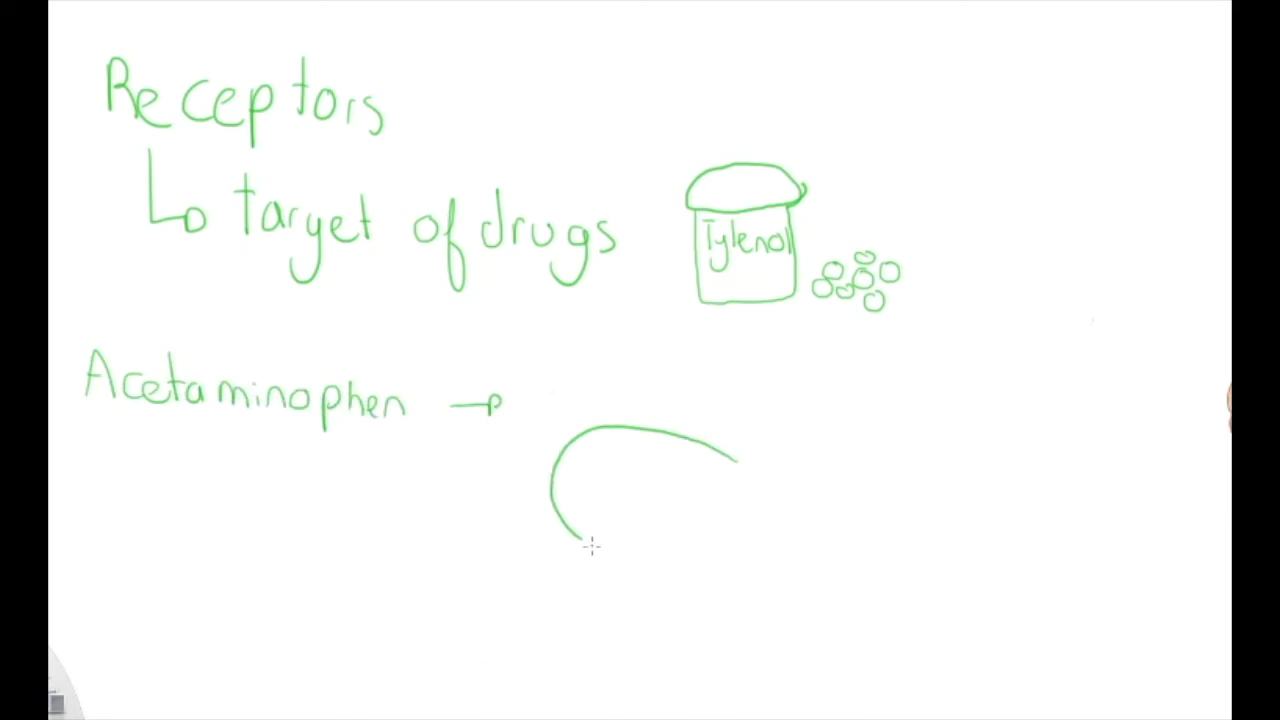 Receptors
target of drugs
Tylenol
Acetaminophen →